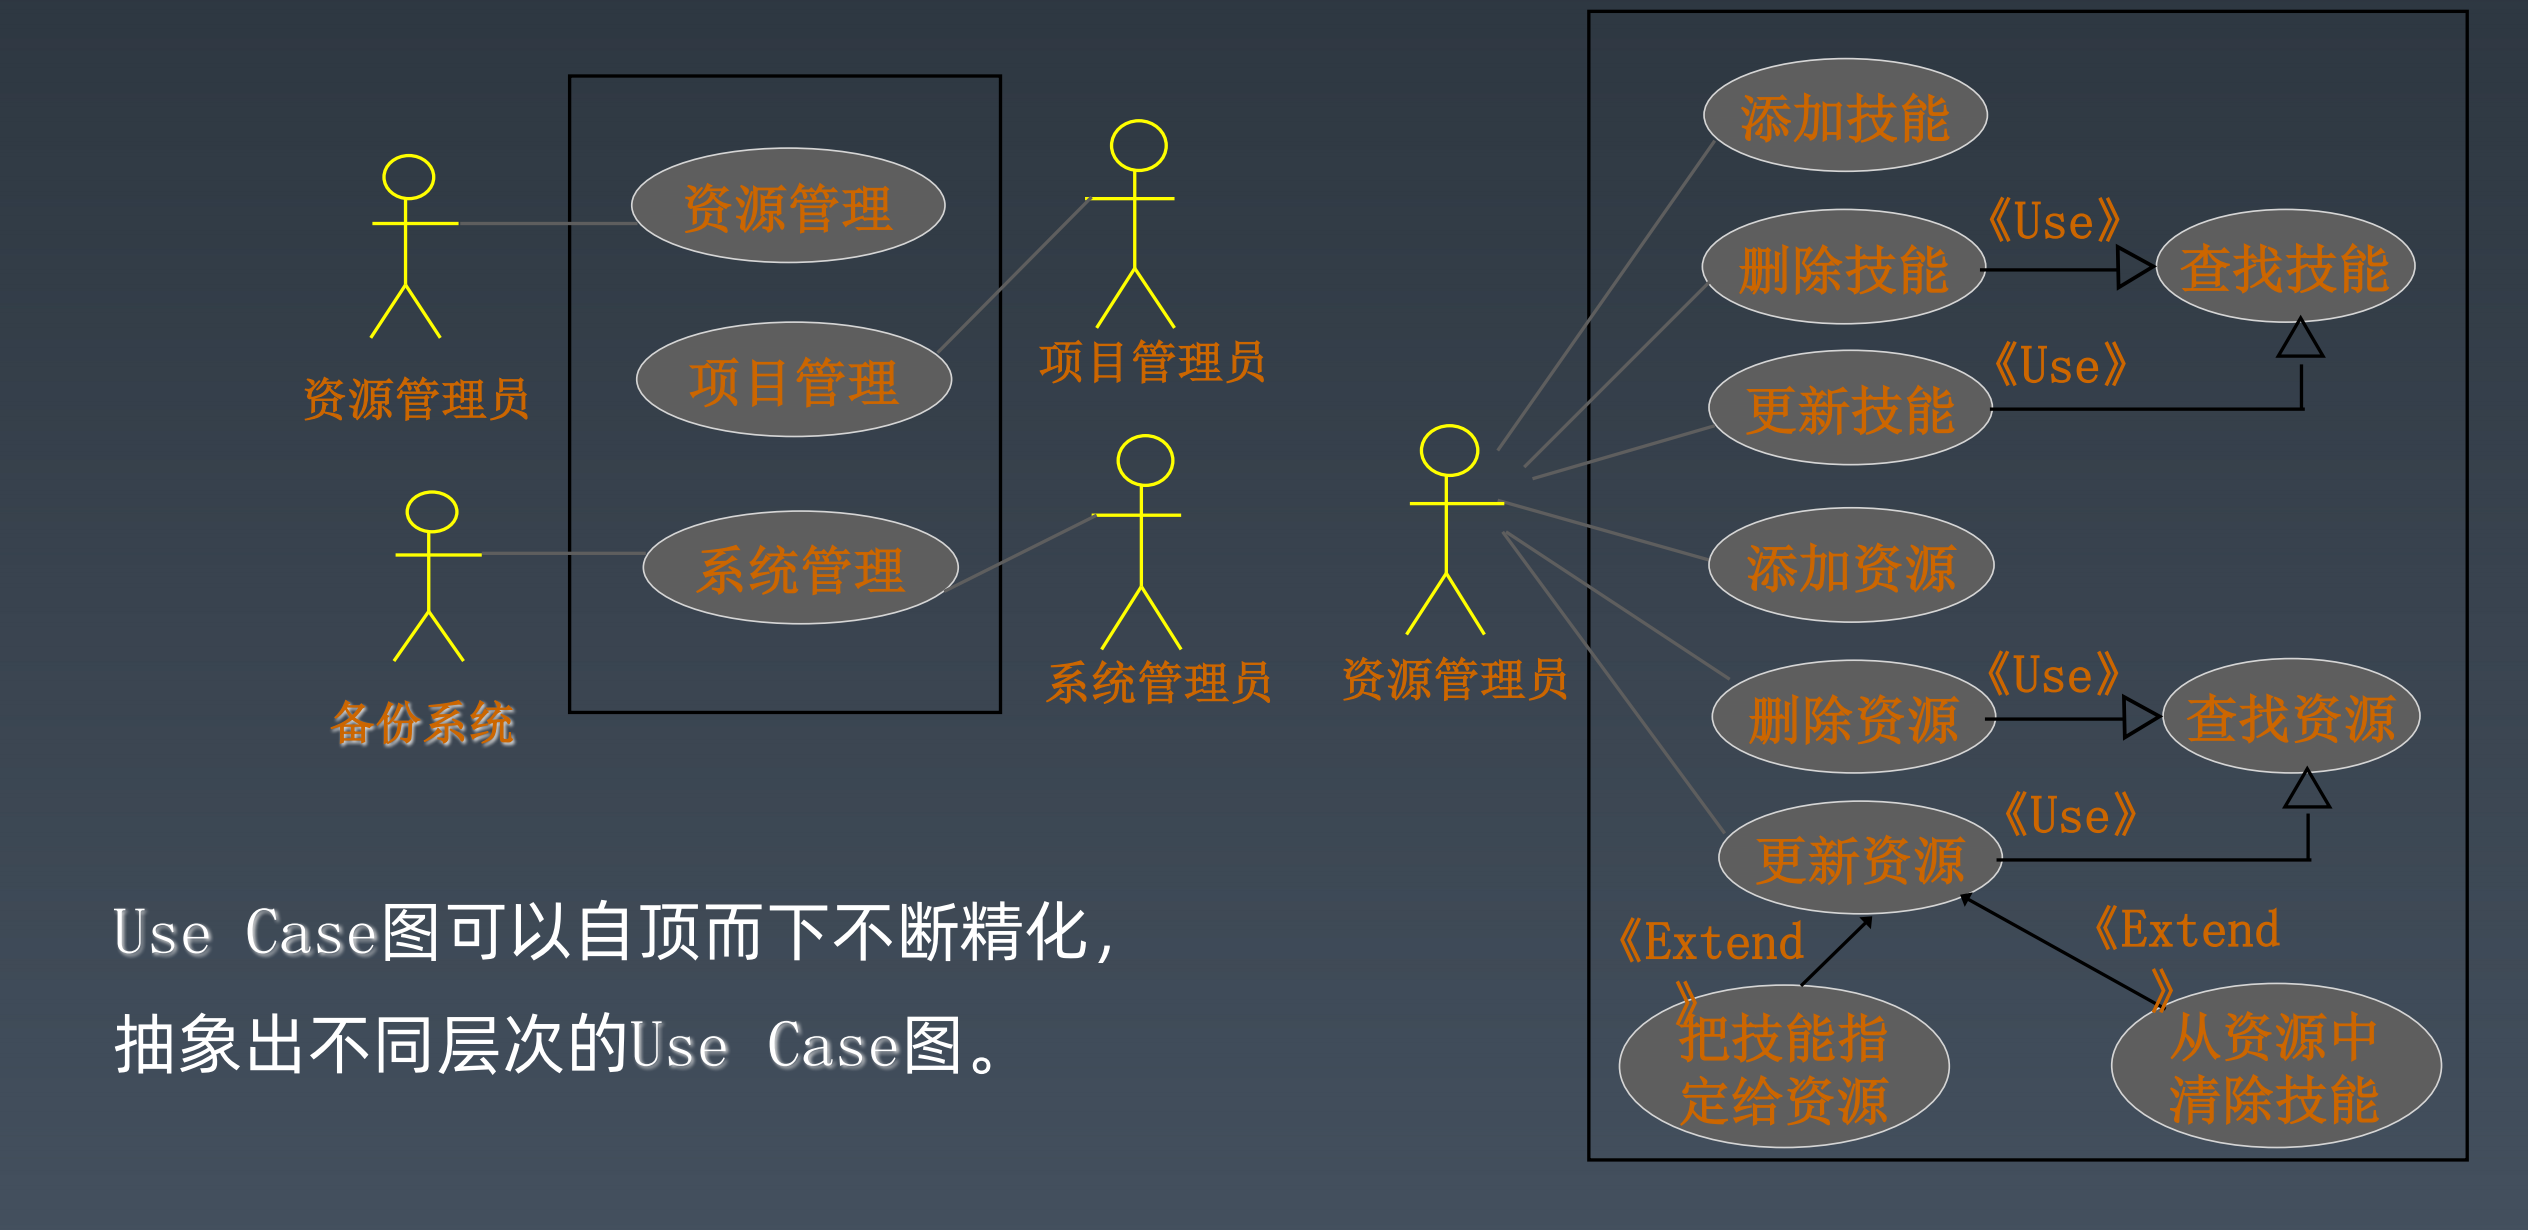 资源管理
项目管理
系统管理
资源管理员
备份系统
项目管理员
系统管理员
Use Case图可以自顶而下不断精化，
抽象出不同层次的Use Case图。
资源管理员
添加技能
删除技能
《Use》
查找技能
更新技能
《Use》
添加资源
删除资源
《Use》
查找资源
更新资源
《Use》
《Extend
》
《Extend
》
把技能指
定给资源
从资源中
清除技能